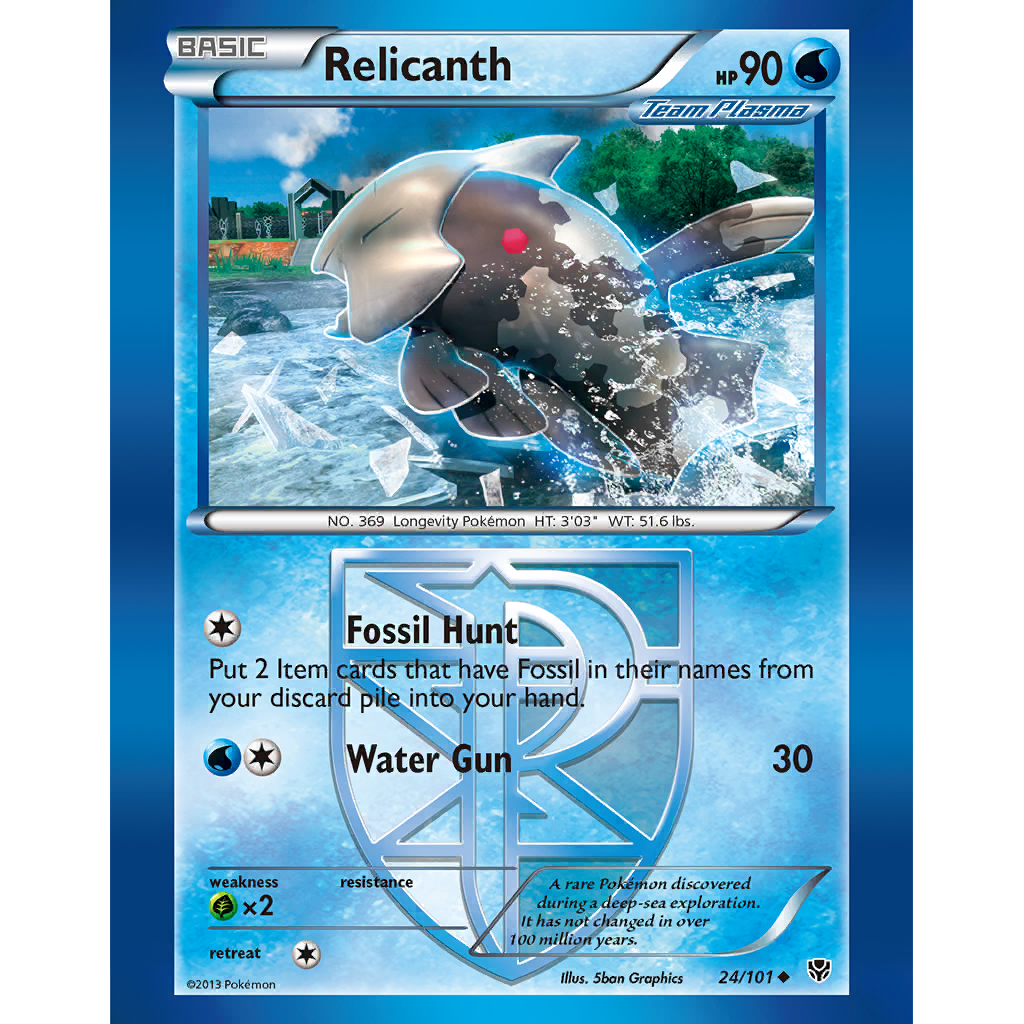 BASIC
Relicanth
HP 90
Team Plasma
NO. 369 Longevity Pokémon HT: 3'03" WT: 51.6 lbs.
Fossil Hunt
Put 2 Item cards that have Fossil in their names from
your discard pile into your hand.
Water Gun 30
weakness resistance
×2
A rare Pokémon discovered
during a deep-sea exploration.
It has not changed in over
100 million years.
retreat
Illus. 5ban Graphics 24/101
©2013 Pokémon